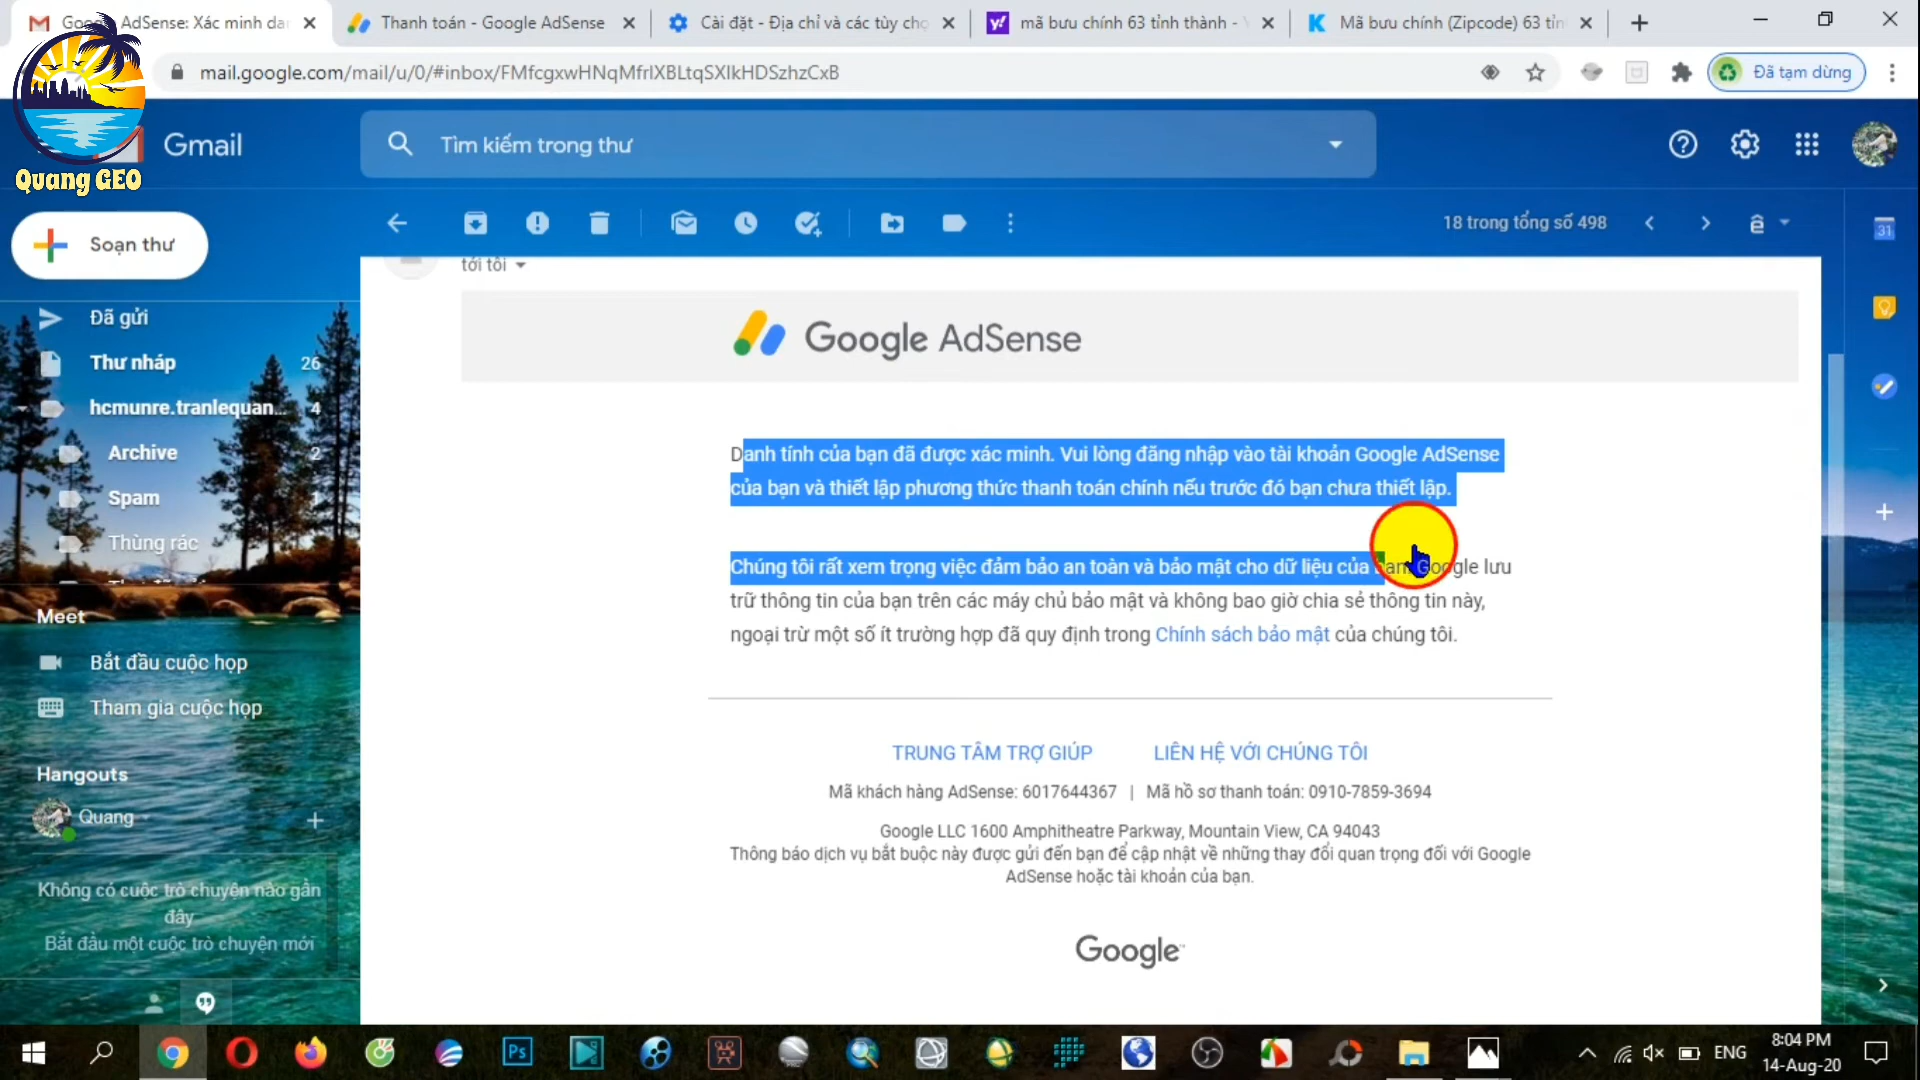 Goo AdSense: Xác minh dan
Thanh toán - Google AdSense
Cài đặt - Địa chỉ và các tùy chọ
mã bưu chính 63 tỉnh thành - Y
Mã bưu chính (Zipcode) 63 tỉn
mail.google.com/mail/u/0/#inbox/FMfcgxwHNqMfrlXBLtqSXlkHDSzhzCxB
Đã tạm dừng
Quang GEO
Gmail
Tìm kiếm trong thư
Soạn thư
18 trong tổng số 498
31
Đã gửi
Thư nháp 26
hcmunre.tranlequan... 4
Archive 2
Spam 1
Thùng rác
Meet
Bắt đầu cuộc họp
Tham gia cuộc họp
Hangouts
Quang
Không có cuộc trò chuyện nào gần
đây
Bắt đầu một cuộc trò chuyện mới
tới tôi
Google AdSense
Danh tính của bạn đã được xác minh. Vui lòng đăng nhập vào tài khoản Google AdSense
của bạn và thiết lập phương thức thanh toán chính nếu trước đó bạn chưa thiết lập.
Chúng tôi rất xem trọng việc đảm bảo an toàn và bảo mật cho dữ liệu của bạn. Google lưu
trữ thông tin của bạn trên các máy chủ bảo mật và không bao giờ chia sẻ thông tin này,
ngoại trừ một số ít trường hợp đã quy định trong Chính sách bảo mật của chúng tôi.
TRUNG TÂM TRỢ GIÚP LIÊN HỆ VỚI CHÚNG TÔI
Mã khách hàng AdSense: 6017644367 | Mã hồ sơ thanh toán: 0910-7859-3694
Google LLC 1600 Amphitheatre Parkway, Mountain View, CA 94043
Thông báo dịch vụ bắt buộc này được gửi đến bạn để cập nhật về những thay đổi quan trọng đối với Google
AdSense hoặc tài khoản của bạn.
Google
Ps
ENG
8:04 PM
14-Aug-20